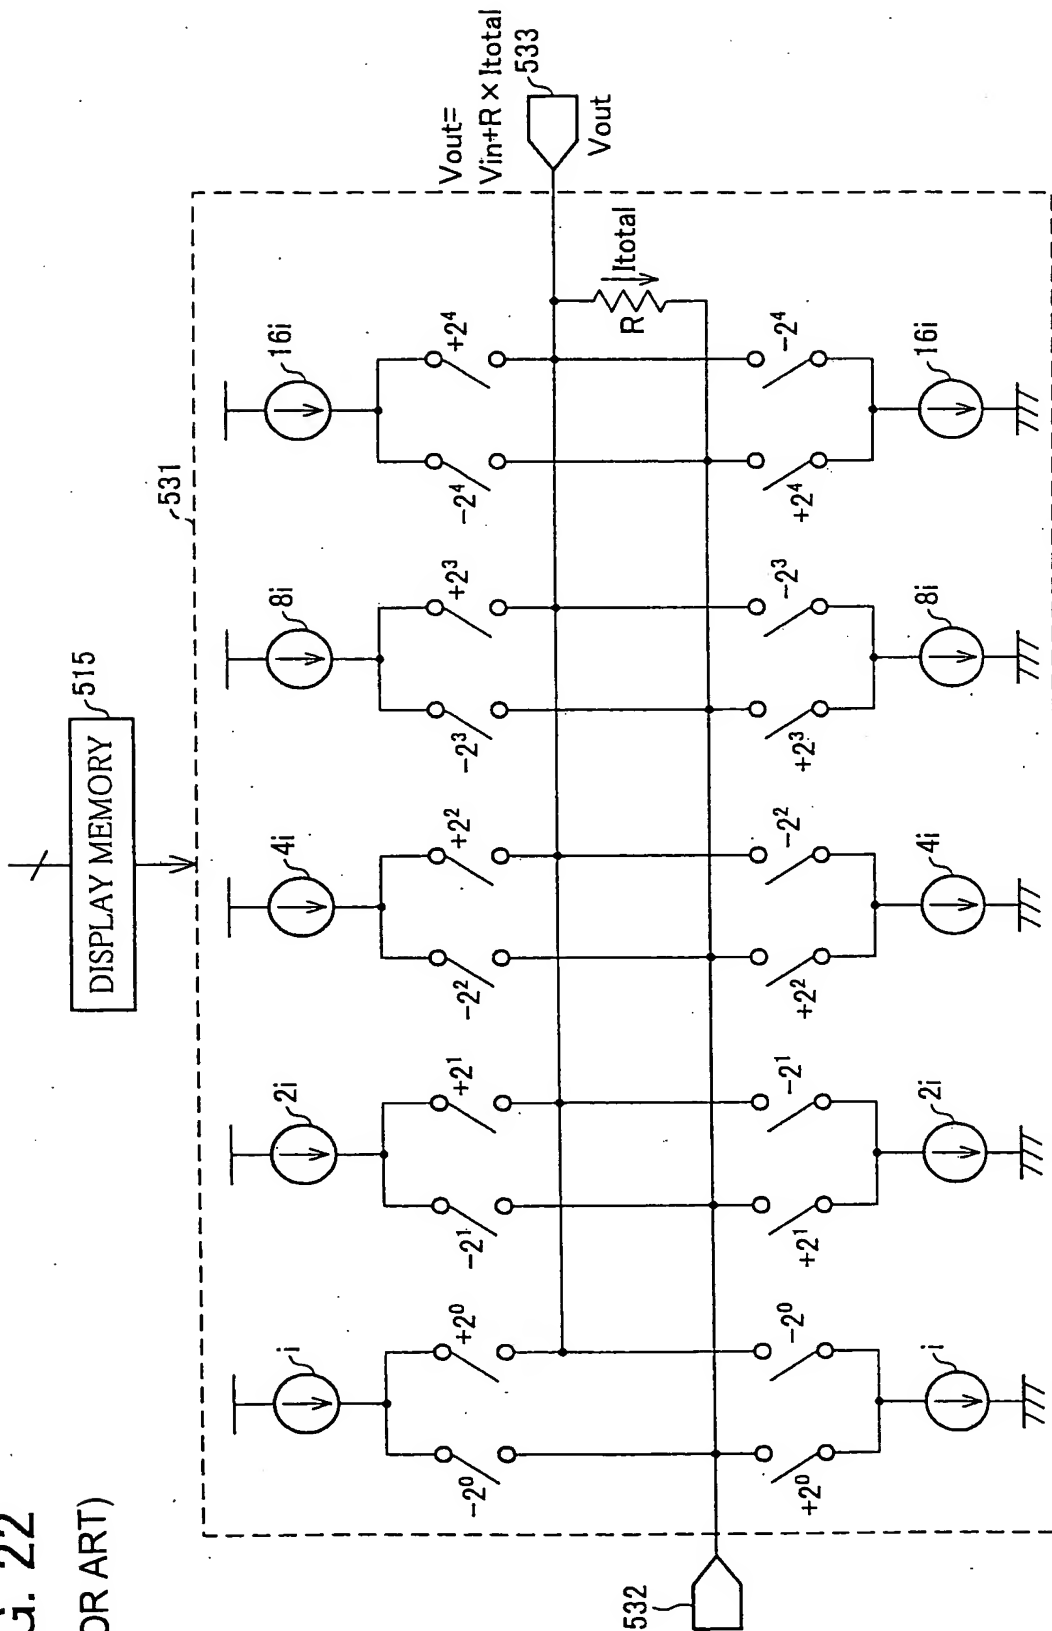 G. 22
OR ART)
DISPLAY MEMORY
515
531
i
2i
4i
8i
16i
-2⁰
+2⁰
-2¹
+2¹
-2²
+2²
-2³
+2³
-2⁴
+2⁴
Vout=
Vin+R × Itotal
533
Vout
R
Itotal
532
+2⁰
-2⁰
+2¹
-2¹
+2²
-2²
+2³
-2³
+2⁴
-2⁴
i
2i
4i
8i
16i